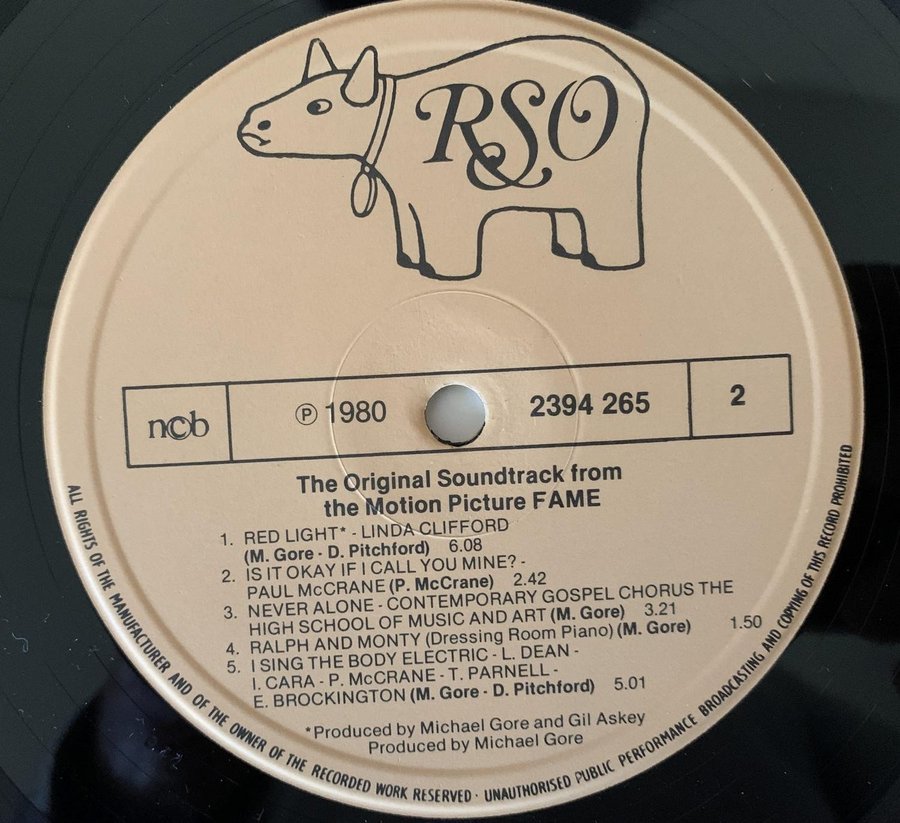 RSO
ncb
Ⓟ 1980
2394 265
2
The Original Soundtrack from
the Motion Picture FAME
1. RED LIGHT* - LINDA CLIFFORD
(M. Gore · D. Pitchford) 6.08
2. IS IT OKAY IF I CALL YOU MINE? -
PAUL McCRANE (P. McCrane) 2.42
3. NEVER ALONE - CONTEMPORARY GOSPEL CHORUS THE
HIGH SCHOOL OF MUSIC AND ART (M. Gore) 3.21
4. RALPH AND MONTY (Dressing Room Piano) (M. Gore) 1.50
5. I SING THE BODY ELECTRIC - L. DEAN -
I. CARA - P. McCRANE - T. PARNELL -
E. BROCKINGTON (M. Gore · D. Pitchford) 5.01
*Produced by Michael Gore and Gil Askey
Produced by Michael Gore
ALL RIGHTS OF THE MANUFACTURER AND OF THE OWNER OF THE RECORDED WORK RESERVED · UNAUTHORISED PUBLIC PERFORMANCE BROADCASTING AND COPYING OF THIS RECORD PROHIBITED